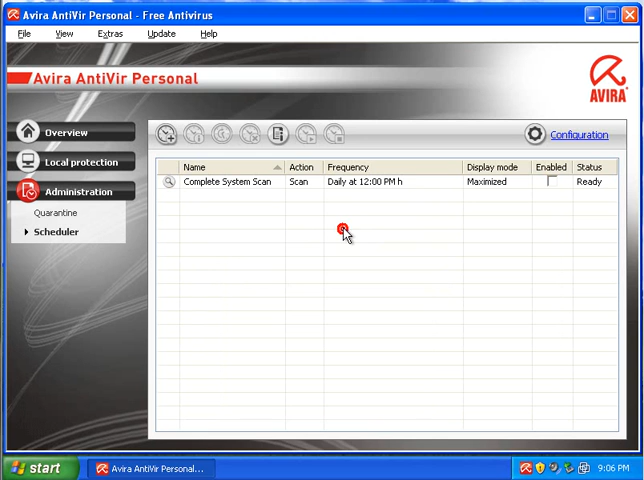 Avira AntiVir Personal - Free Antivirus
File View Extras Update Help
Avira AntiVir Personal
AVIRA
Overview
Local protection
Administration
Quarantine
Scheduler
Configuration
Name Action Frequency Display mode Enabled Status
Complete System Scan Scan Daily at 12:00 PM h Maximized Ready
start
Avira AntiVir Personal...
9:06 PM